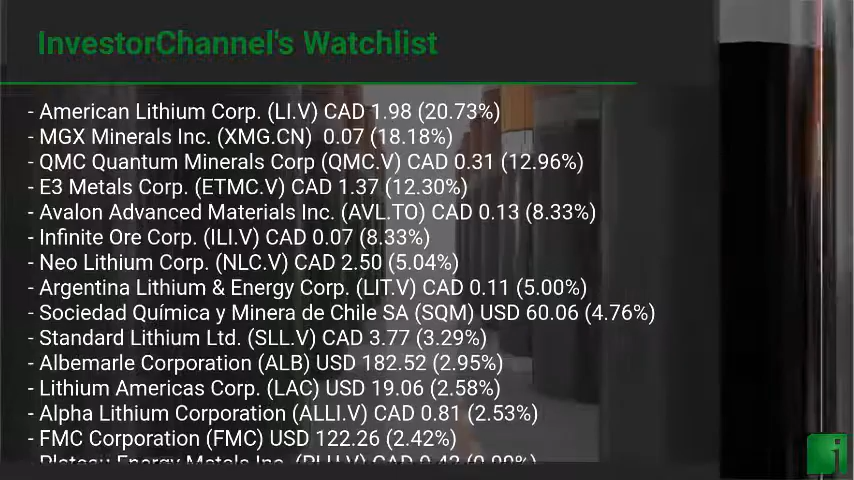 InvestorChannel's Watchlist
- American Lithium Corp. (LI.V) CAD 1.98 (20.73%)
- MGX Minerals Inc. (XMG.CN)  0.07 (18.18%)
- QMC Quantum Minerals Corp (QMC.V) CAD 0.31 (12.96%)
- E3 Metals Corp. (ETMC.V) CAD 1.37 (12.30%)
- Avalon Advanced Materials Inc. (AVL.TO) CAD 0.13 (8.33%)
- Infinite Ore Corp. (ILI.V) CAD 0.07 (8.33%)
- Neo Lithium Corp. (NLC.V) CAD 2.50 (5.04%)
- Argentina Lithium & Energy Corp. (LIT.V) CAD 0.11 (5.00%)
- Sociedad Química y Minera de Chile SA (SQM) USD 60.06 (4.76%)
- Standard Lithium Ltd. (SLL.V) CAD 3.77 (3.29%)
- Albemarle Corporation (ALB) USD 182.52 (2.95%)
- Lithium Americas Corp. (LAC) USD 19.06 (2.58%)
- Alpha Lithium Corporation (ALLI.V) CAD 0.81 (2.53%)
- FMC Corporation (FMC) USD 122.26 (2.42%)
- Plateau Energy Metals Inc. (PLU.V) CAD
i